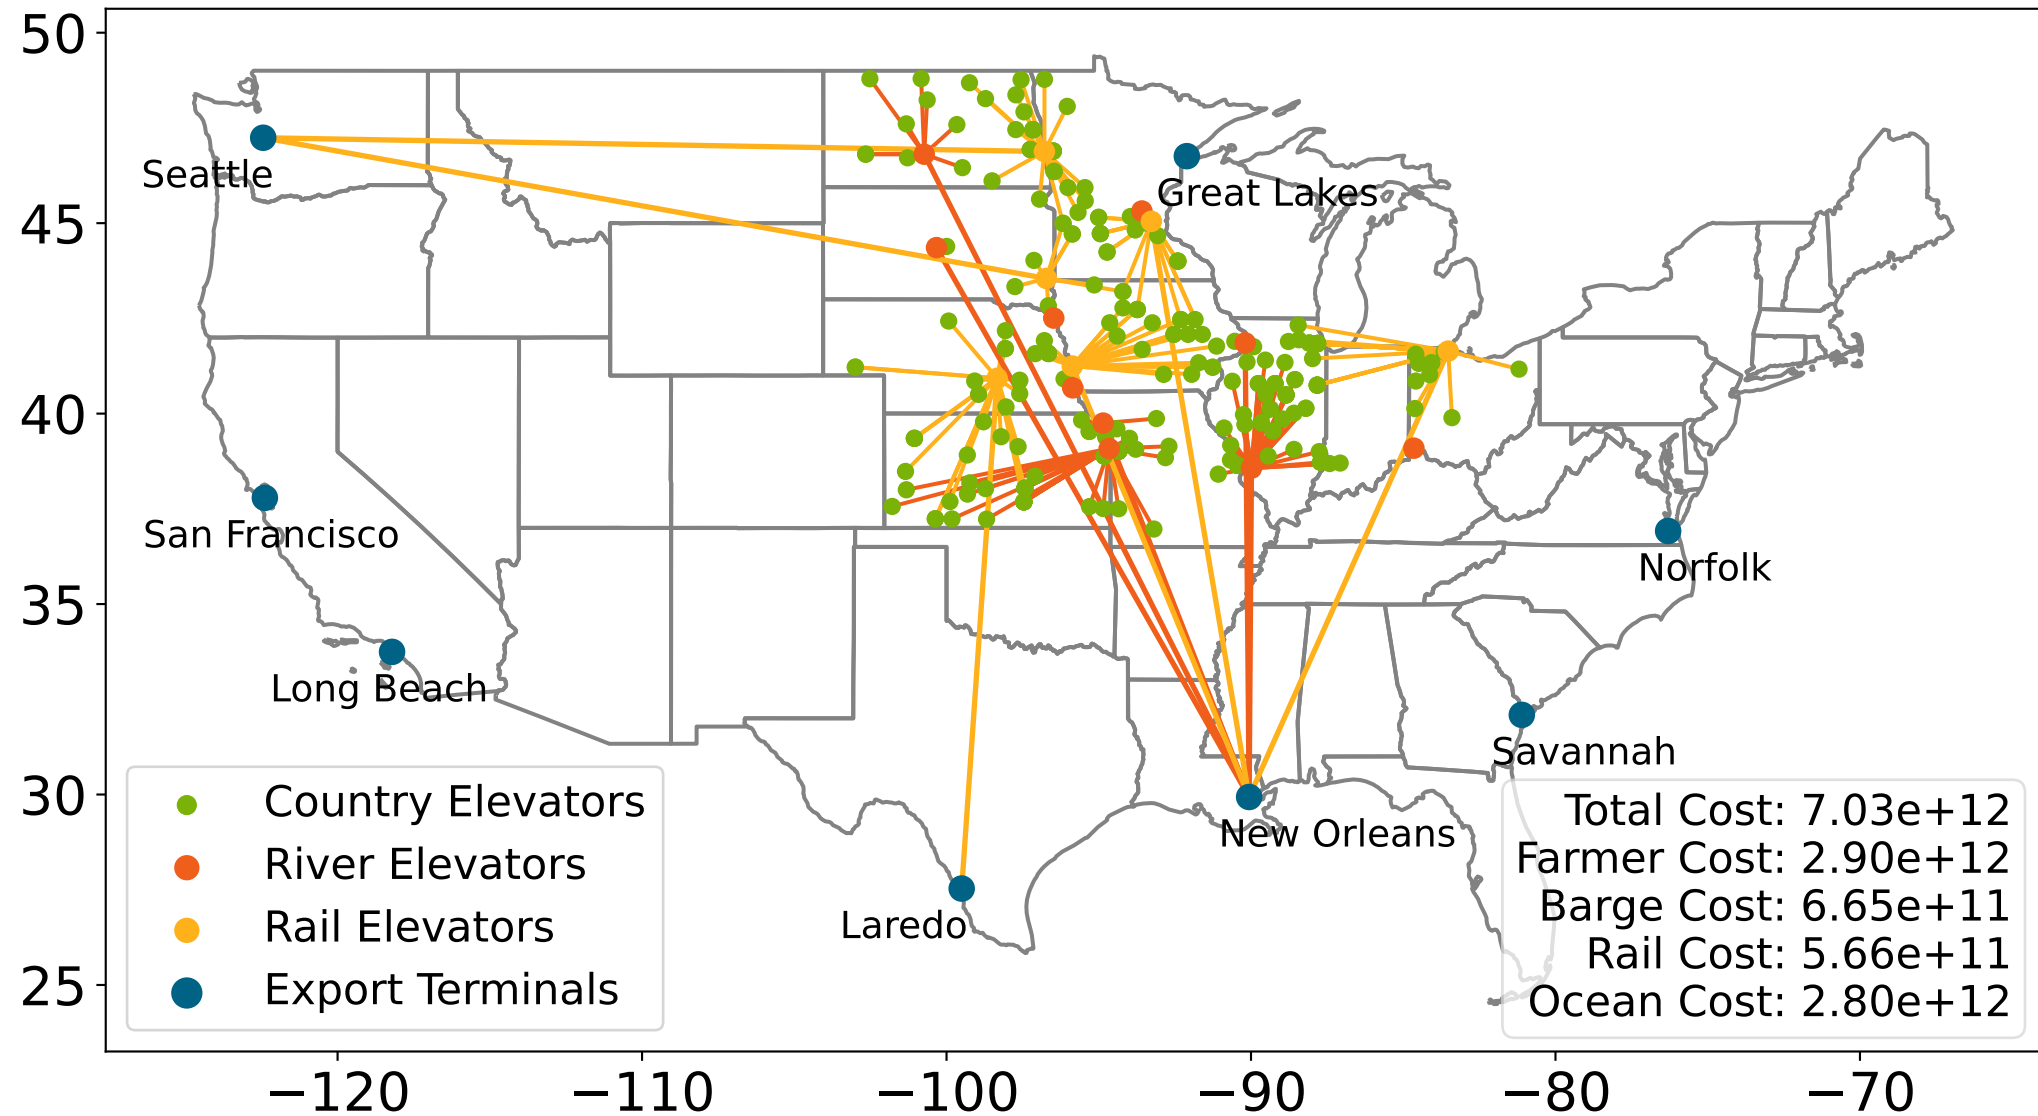 50
45
40
35
30
25
−120
−110
−100
−90
−80
−70
Seattle
Great Lakes
San Francisco
Norfolk
Long Beach
Savannah
New Orleans
Laredo
Country Elevators
River Elevators
Rail Elevators
Export Terminals
Total Cost: 7.03e+12
Farmer Cost: 2.90e+12
Barge Cost: 6.65e+11
Rail Cost: 5.66e+11
Ocean Cost: 2.80e+12